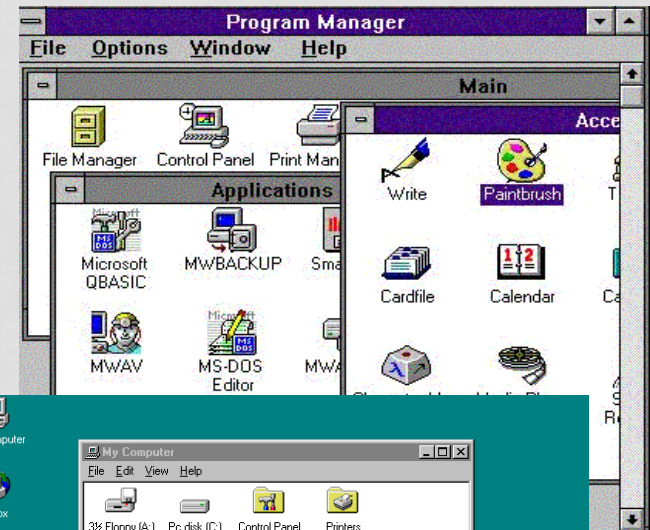 Program Manager
File Options Window Help
Main
File Manager Control Panel Print Man
Acce
Applications
Write Paintbrush T
Microsoft QBASIC
MWBACKUP Sma
Cardfile Calendar Ca
MWAV MS-DOS Editor MWA
My Computer
File Edit View Help
3½ Floppy (A:) Pc disk (C:) Control Panel Printers